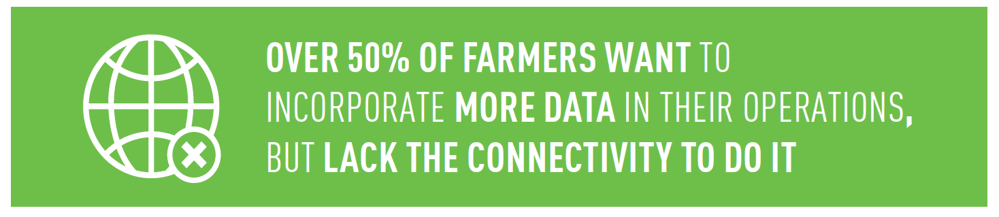 OVER 50% OF FARMERS WANT TO
INCORPORATE MORE DATA IN THEIR OPERATIONS,
BUT LACK THE CONNECTIVITY TO DO IT